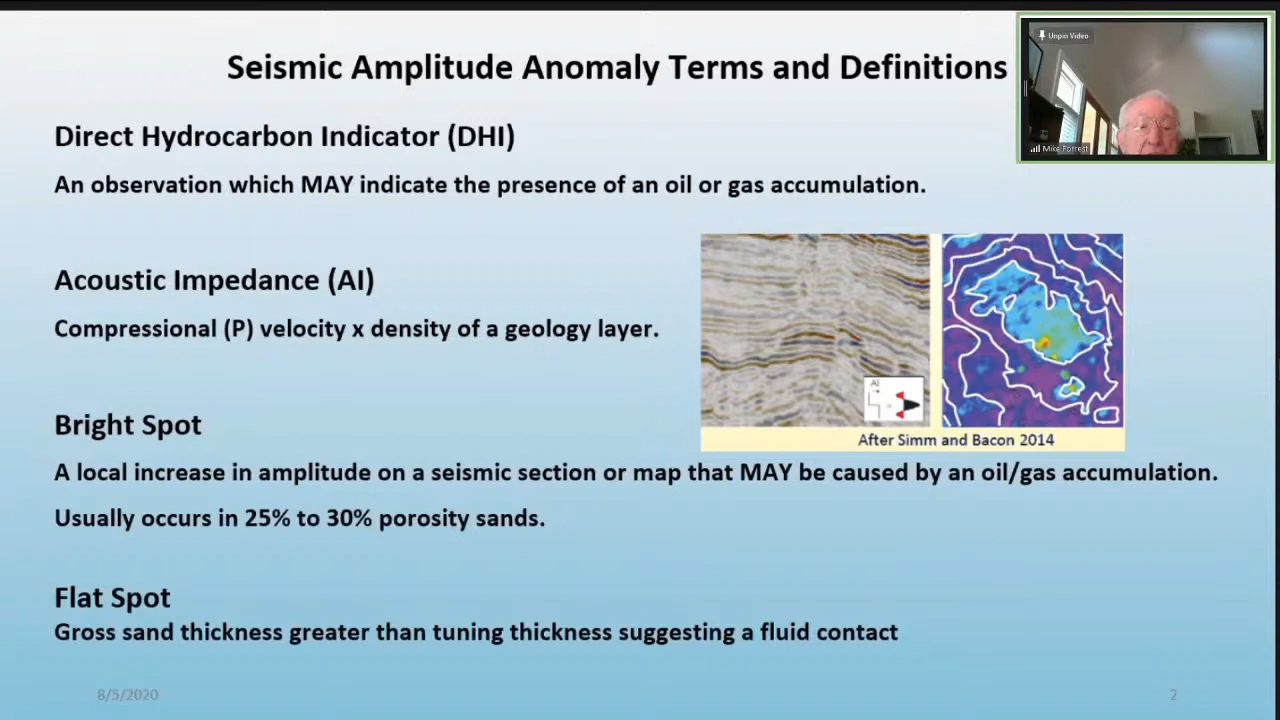 Seismic Amplitude Anomaly Terms and Definitions
Unpin Video
Mike Forrest
Direct Hydrocarbon Indicator (DHI)
An observation which MAY indicate the presence of an oil or gas accumulation.
Acoustic Impedance (AI)
Compressional (P) velocity x density of a geology layer.
AI
After Simm and Bacon 2014
Bright Spot
A local increase in amplitude on a seismic section or map that MAY be caused by an oil/gas accumulation.
Usually occurs in 25% to 30% porosity sands.
Flat Spot
Gross sand thickness greater than tuning thickness suggesting a fluid contact
8/5/2020
2